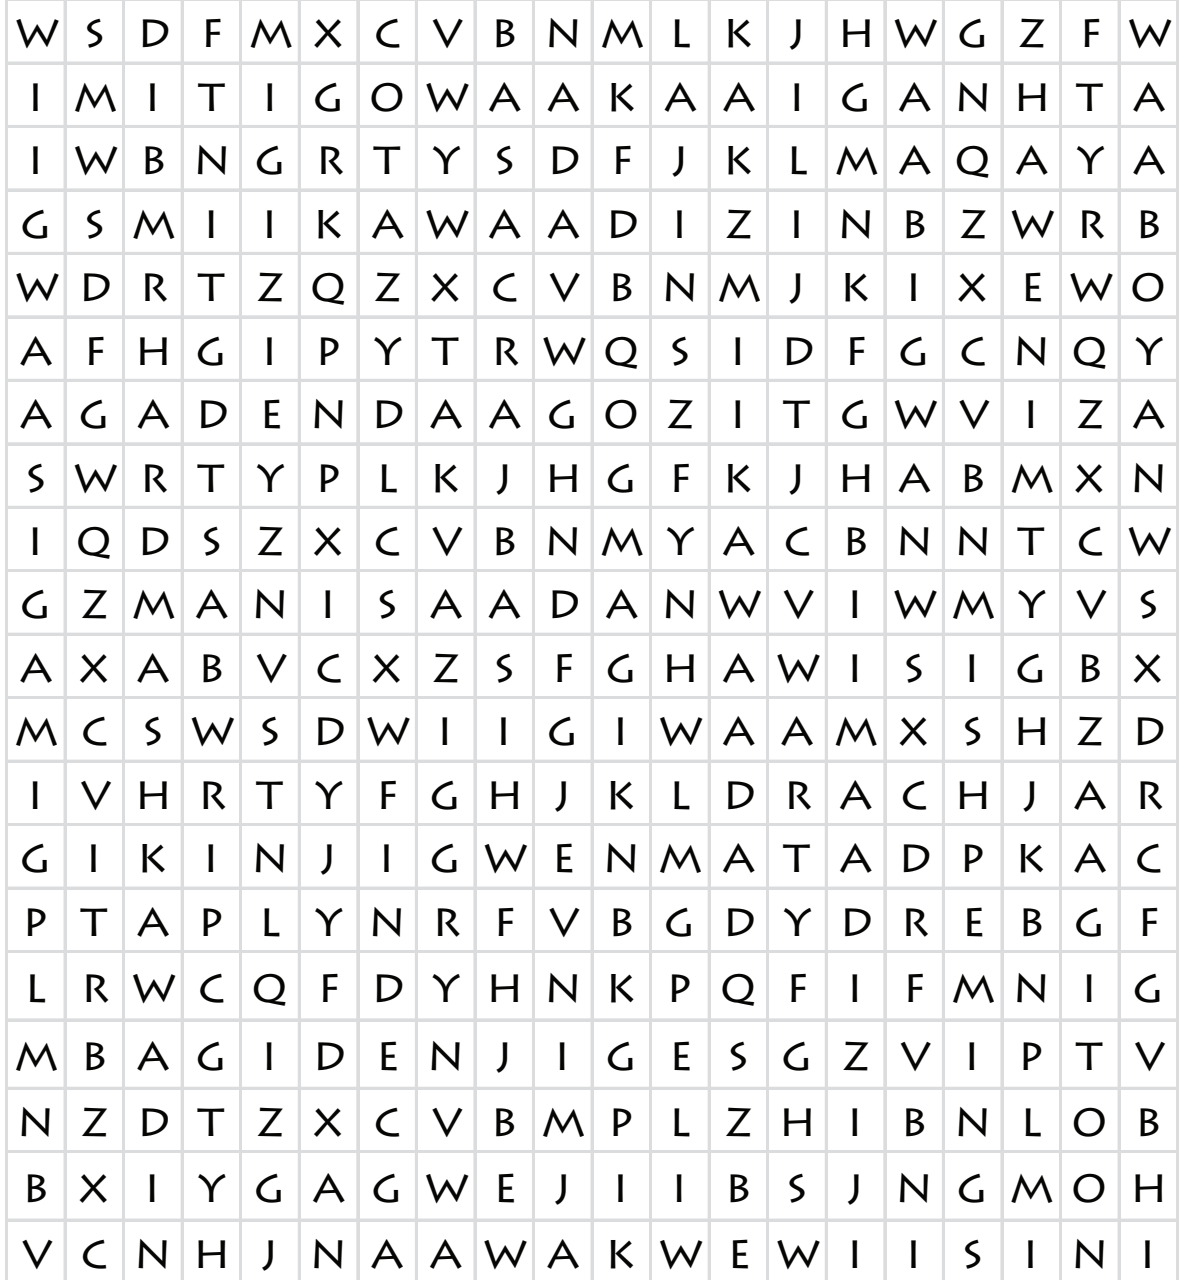 W S D F M X C V B N M L K J H W G Z F W
I M I T I G O W A A K A A I G A N H T A
I W B N G R T Y S D F J K L M A Q A Y A
G S M I I K A W A A D I Z I N B Z W R B
W D R T Z Q Z X C V B N M J K I X E W O
A F H G I P Y T R W Q S I D F G C N Q Y
A G A D E N D A A G O Z I T G W V I Z A
S W R T Y P L K J H G F K J H A B M X N
I Q D S Z X C V B N M Y A C B N N T C W
G Z M A N I S A A D A N W V I W M Y V S
A X A B V C X Z S F G H A W I S I G B X
M C S W S D W I I G I W A A M X S H Z D
I V H R T Y F G H J K L D R A C H J A R
G I K I N J I G W E N M A T A D P K A C
P T A P L Y N R F V B G D Y D R E B G F
L R W C Q F D Y H N K P Q F I F M N I G
M B A G I D E N J I G E S G Z V I P T V
N Z D T Z X C V B M P L Z H I B N L O B
B X I Y G A G W E J I I B S J N G M O H
V C N H J N A A W A K W E W I I S I N I